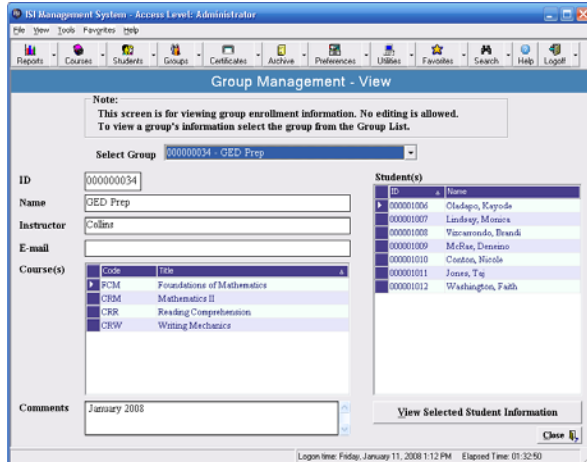 ISI Management System - Access Level: Administrator
File View Tools Favorites Help
Reports Courses Students Groups Certificates Archive Preferences Utilities Favorites Search Help Logoff
Group Management - View
Note:
This screen is for viewing group enrollment information. No editing is allowed.
To view a group's information select the group from the Group List.
Select Group 000000034 - GED Prep
ID 000000034
Name GED Prep
Instructor Collins
E-mail
Course(s)
Code Title
FCM Foundations of Mathematics
CRM Mathematics II
CRR Reading Comprehension
CRW Writing Mechanics
Comments January 2008
Student(s)
ID Name
000001006 Oladapo, Kayode
000001007 Lindsay, Monica
000001008 Vizcarrondo, Brandi
000001009 McRae, Deneino
000001010 Conton, Nicole
000001011 Jones, Taj
000001012 Washington, Faith
View Selected Student Information
Close
Logon time: Friday, January 11, 2008 1:12 PM Elapsed Time: 01:32:50